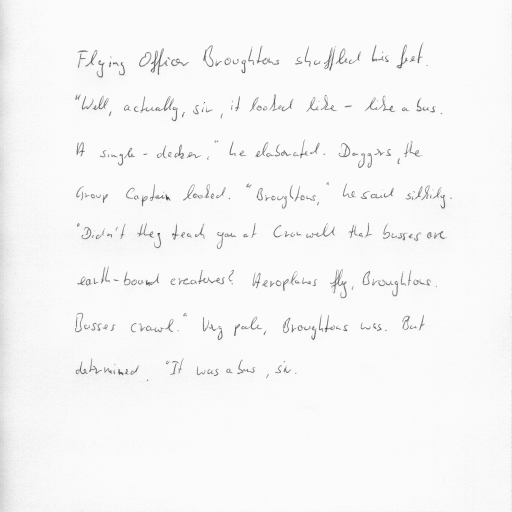 Flying Officer Broughtons shuffled his feet.
"Well, actually, sir, it looked like - like a bus.
A single-decker," he elaborated. Daggers, the
Group Captain looked. "Broughtons," he said silkily.
"Didn't they teach you at Cranwell that busses are
earth-bound creatures? Aeroplanes fly, Broughtons.
Busses crawl." Very pale, Broughtons was. But
determined. "It was a bus, sir.